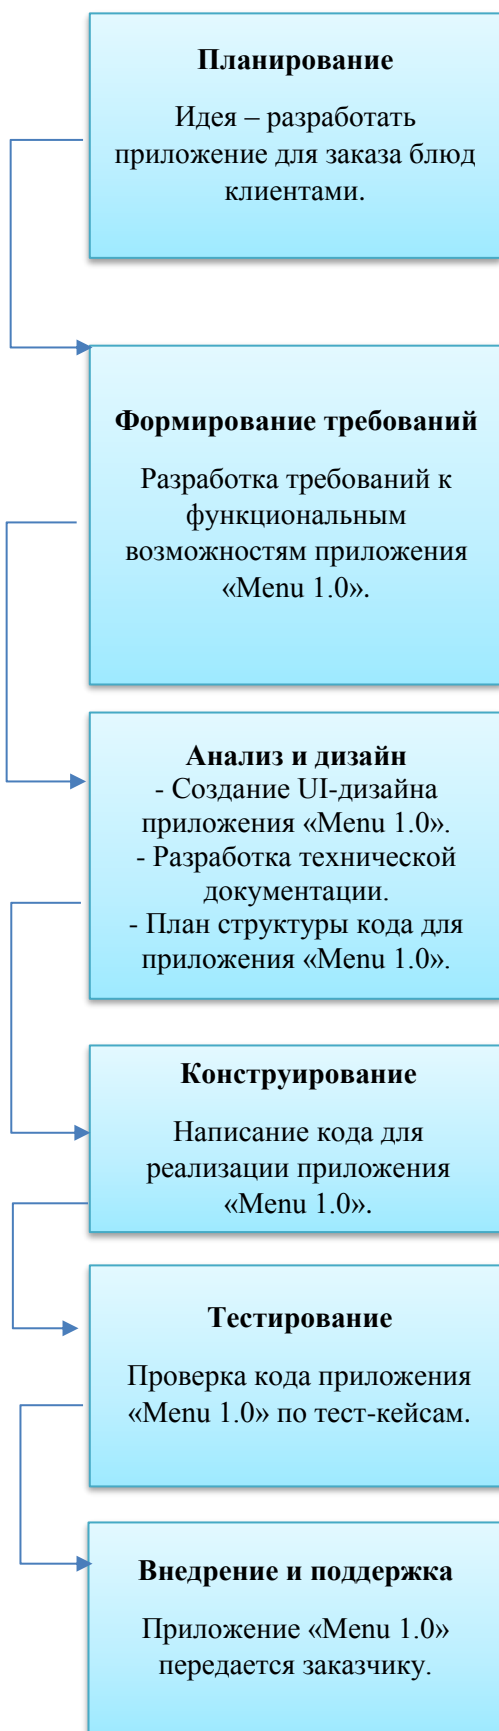 Планирование
Идея – разработать
приложение для заказа блюд
клиентами.
Формирование требований
Разработка требований к
функциональным
возможностям приложения
«Menu 1.0».
Анализ и дизайн
- Создание UI-дизайна
приложения «Menu 1.0».
- Разработка технической
документации.
- План структуры кода для
приложения «Menu 1.0».
Конструирование
Написание кода для
реализации приложения
«Menu 1.0».
Тестирование
Проверка кода приложения
«Menu 1.0» по тест-кейсам.
Внедрение и поддержка
Приложение «Menu 1.0»
передается заказчику.